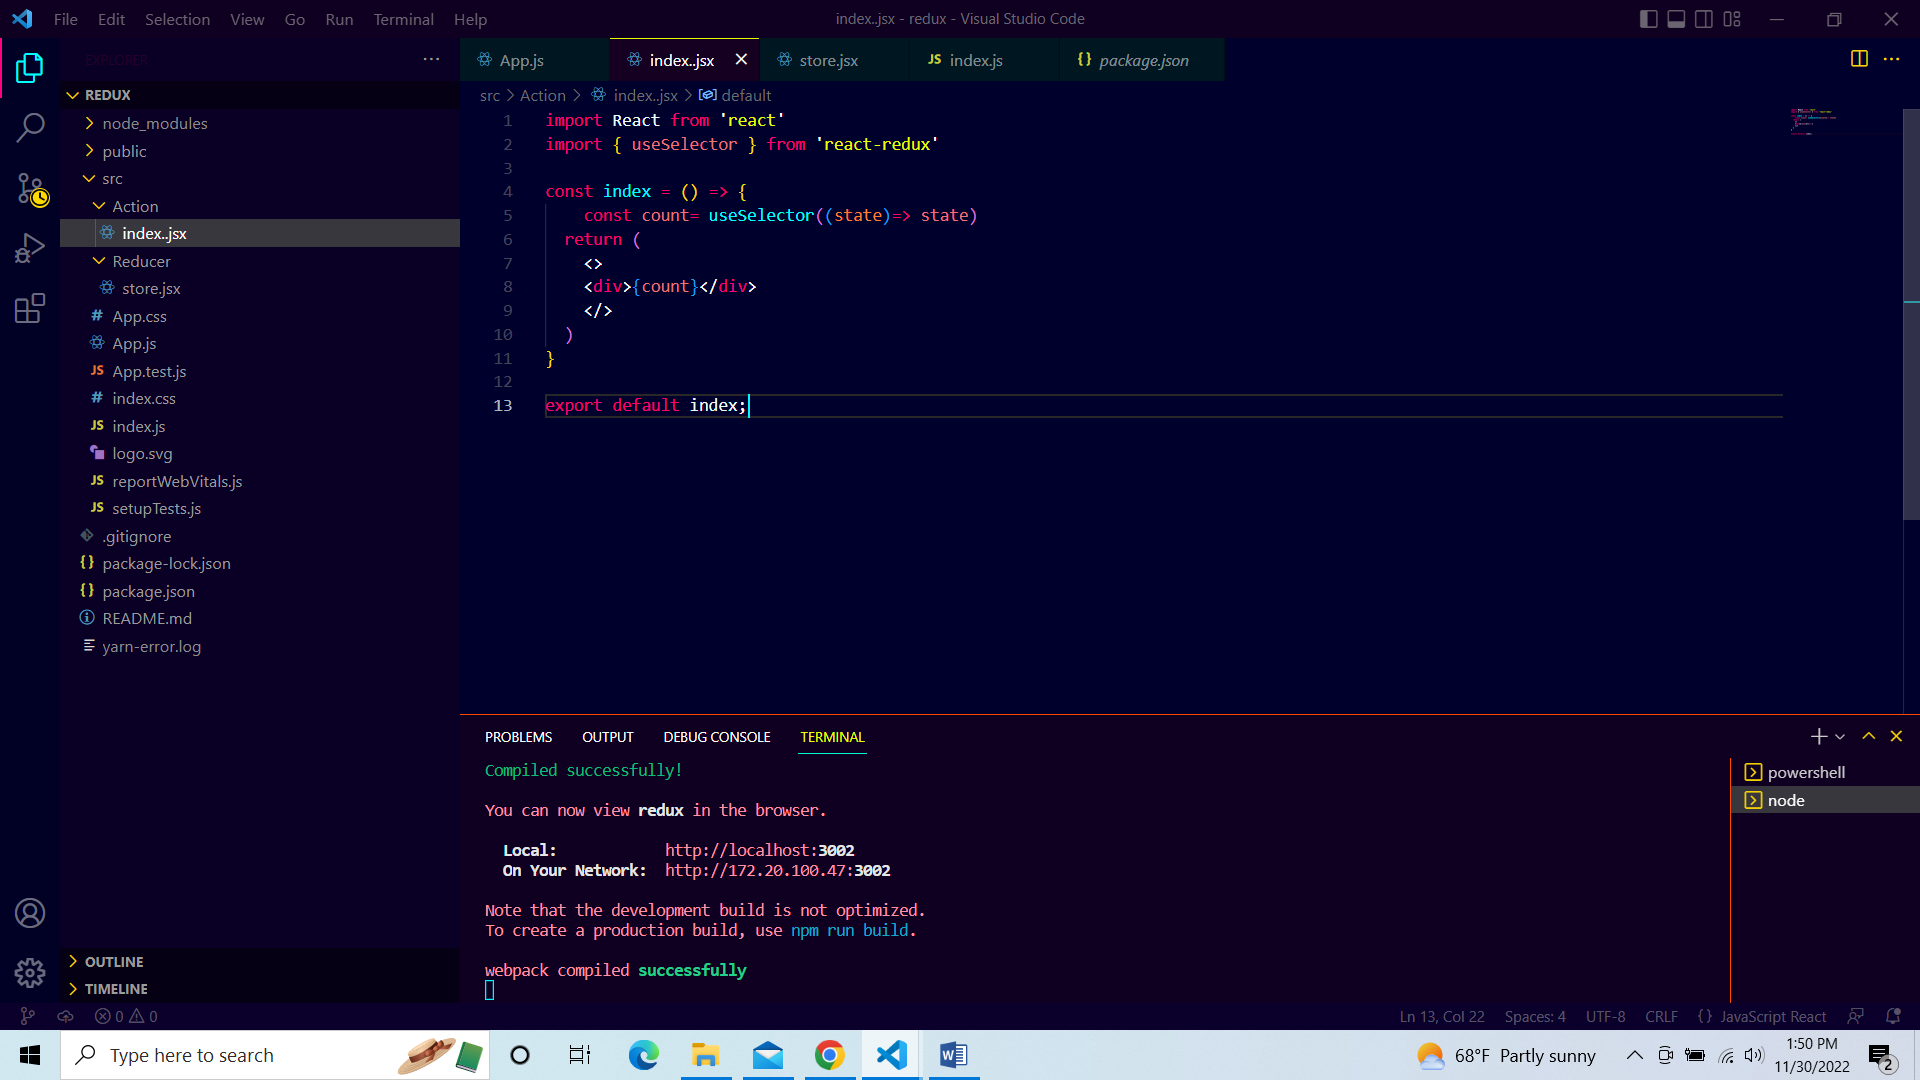 File Edit Selection View Go Run Terminal Help
index..jsx - redux - Visual Studio Code
EXPLORER
REDUX
node_modules
public
src
Action
index..jsx
Reducer
store.jsx
App.css
App.js
App.test.js
index.css
index.js
logo.svg
reportWebVitals.js
setupTests.js
.gitignore
package-lock.json
package.json
README.md
yarn-error.log
OUTLINE
TIMELINE
App.js index..jsx store.jsx index.js package.json
src > Action > index..jsx > default
1 import React from 'react'
2 import { useSelector } from 'react-redux'
3
4 const index = () => {
5 const count= useSelector((state)=> state)
6 return (
7 <>
8 <div>{count}</div>
9 </>
10 )
11 }
12
13 export default index;
PROBLEMS OUTPUT DEBUG CONSOLE TERMINAL
Compiled successfully!
You can now view redux in the browser.
Local: http://localhost:3002
On Your Network: http://172.20.100.47:3002
Note that the development build is not optimized.
To create a production build, use npm run build.
webpack compiled successfully
powershell
node
0 0
Ln 13, Col 22 Spaces: 4 UTF-8 CRLF {} JavaScript React
Type here to search
68°F Partly sunny
1:50 PM
11/30/2022
2